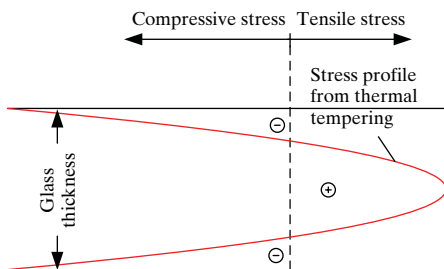 Compressive stress
Tensile stress
Stress profile
from thermal
tempering
Glass
thickness
−
+
−